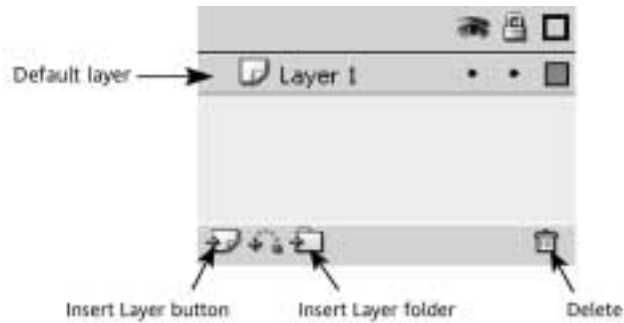 Default layer
Layer 1
Insert Layer button
Insert Layer folder
Delete